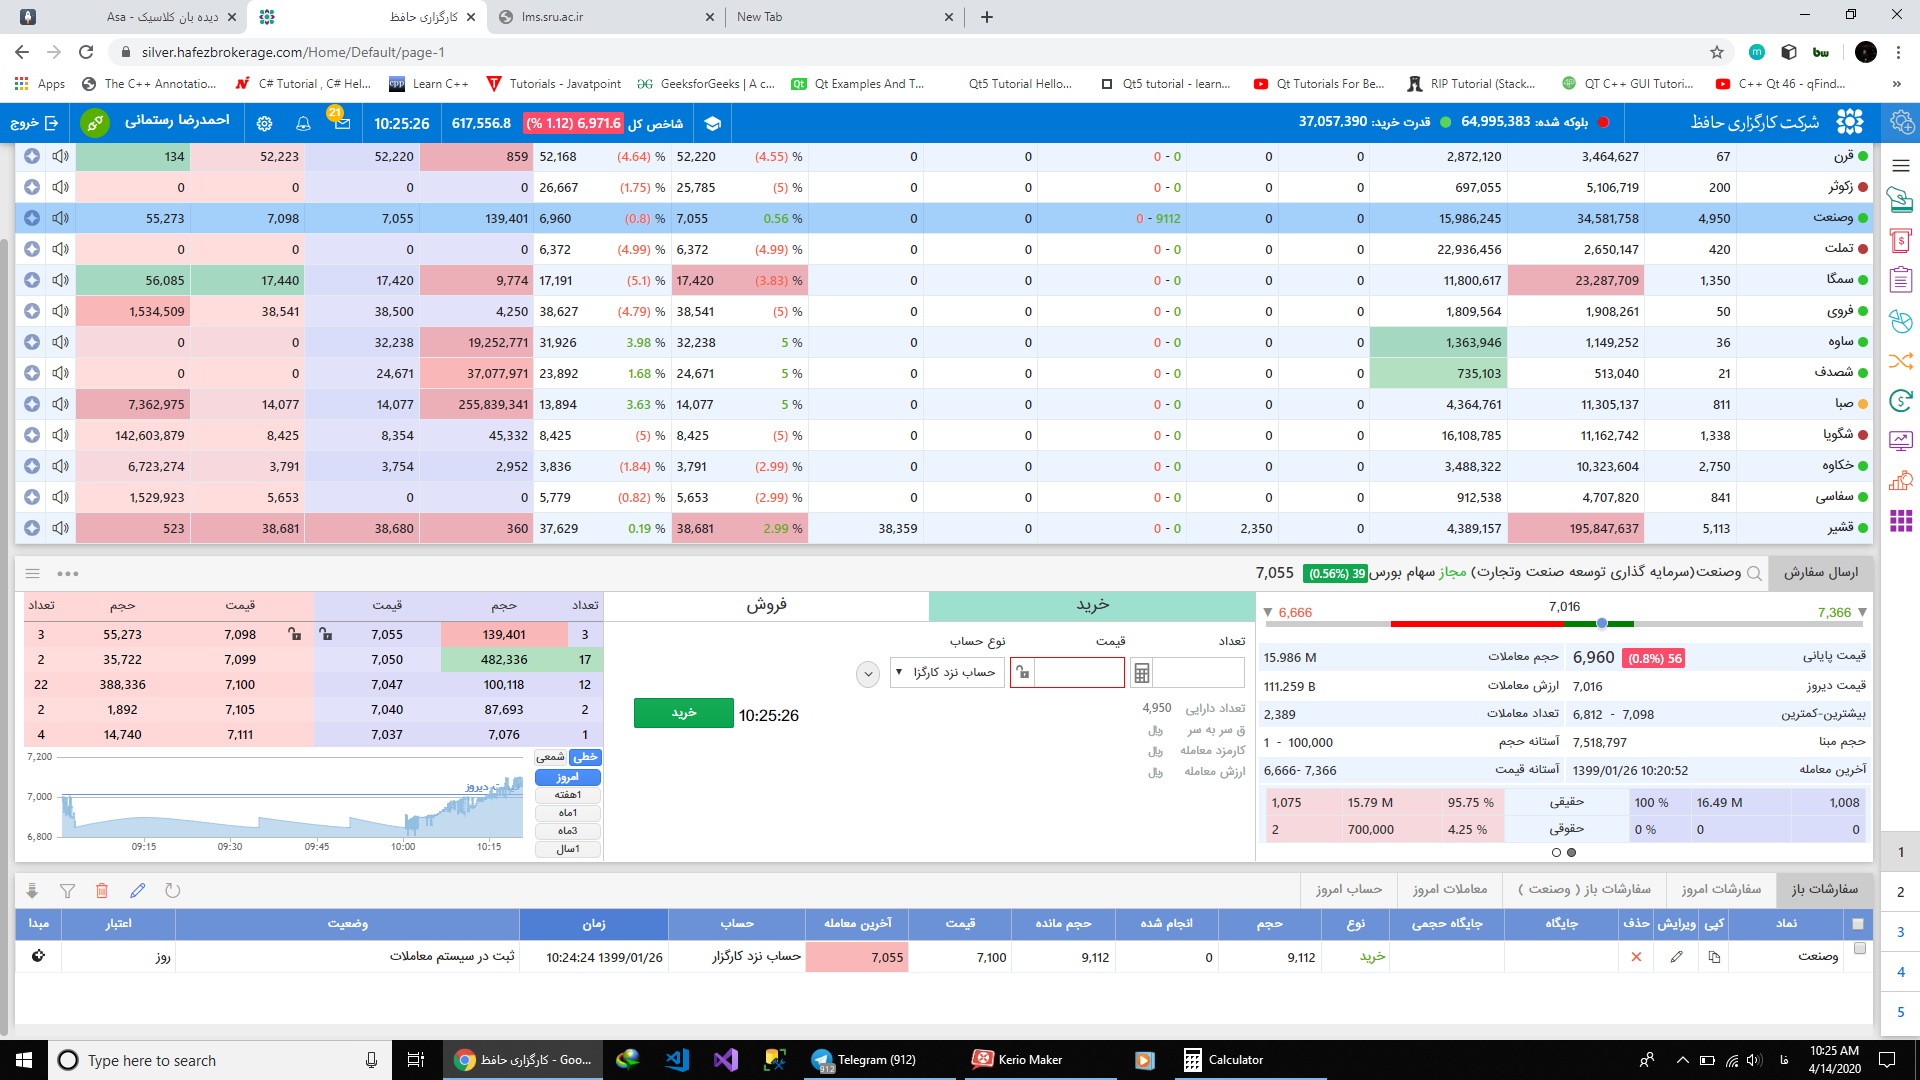 دیده بان کلاسیک - Asa
کارگزاری حافظ
lms.sru.ac.ir
New Tab
silver.hafezbrokerage.com/Home/Default/page-1
Apps The C++ Annotatio... C# Tutorial , C# Hel... Learn C++ Tutorials - Javatpoint GeeksforGeeks | A c... Qt Examples And T... Qt5 Tutorial Hello... Qt5 tutorial - learn... Qt Tutorials For Be... RIP Tutorial (Stack... QT C++ GUI Tutori... C++ Qt 46 - qFind... »
خروج احمدرضا رستمانی 21 10:25:26 617,556.8 (% 1.12) 6,971.6 شاخص کل قدرت خرید: 37,057,390 بلوکه شده: 64,995,383 شرکت کارگزاری حافظ
134 52,223 52,220 859 52,168 (4.64) % 52,220 (4.55) % 0 0 0 - 0 0 0 2,872,120 3,464,627 67 قرن
0 0 0 0 26,667 (1.75) % 25,785 (5) % 0 0 0 - 0 0 0 697,055 5,106,719 200 زکوثر
55,273 7,098 7,055 139,401 6,960 (0.8) % 7,055 0.56 % 0 0 0 - 9112 0 0 15,986,245 34,581,758 4,950 وصنعت
0 0 0 0 6,372 (4.99) % 6,372 (4.99) % 0 0 0 - 0 0 0 22,936,456 2,650,147 420 تملت
56,085 17,440 17,420 9,774 17,191 (5.1) % 17,420 (3.83) % 0 0 0 - 0 0 0 11,800,617 23,287,709 1,350 سمگا
1,534,509 38,541 38,500 4,250 38,627 (4.79) % 38,541 (5) % 0 0 0 - 0 0 0 1,809,564 1,908,261 50 فروی
0 0 32,238 19,252,771 31,926 3.98 % 32,238 5 % 0 0 0 - 0 0 0 1,363,946 1,149,252 36 ساوه
0 0 24,671 37,077,971 23,892 1.68 % 24,671 5 % 0 0 0 - 0 0 0 735,103 513,040 21 شصدف
7,362,975 14,077 14,077 255,839,341 13,894 3.63 % 14,077 5 % 0 0 0 - 0 0 0 4,364,761 11,305,137 811 صبا
142,603,879 8,425 8,354 45,332 8,425 (5) % 8,425 (5) % 0 0 0 - 0 0 0 16,108,785 11,162,742 1,338 شگویا
6,723,274 3,791 3,754 2,952 3,836 (1.84) % 3,791 (2.99) % 0 0 0 - 0 0 0 3,488,322 10,323,604 2,750 خکاوه
1,529,923 5,653 0 0 5,779 (0.82) % 5,653 (2.99) % 0 0 0 - 0 0 0 912,538 4,707,820 841 سفاسی
523 38,681 38,680 360 37,629 0.19 % 38,681 2.99 % 38,359 0 0 - 0 2,350 0 4,389,157 195,847,637 5,113 قشیر
ارسال سفارش وصنعت(سرمایه گذاری توسعه صنعت وتجارت) مجاز سهام بورس 39 (0.56%) 7,055
تعداد حجم قیمت قیمت حجم تعداد
3 55,273 7,098 7,055 139,401 3
2 35,722 7,099 7,050 482,336 17
22 388,336 7,100 7,047 100,118 12
2 1,892 7,105 7,040 87,693 2
4 14,740 7,111 7,037 7,076 1
7,200
7,000
6,800
قیمت دیروز
09:15 09:30 09:45 10:00 10:15
شمعی خطی
امروز
1هفته
1ماه
3ماه
1سال
خرید فروش
تعداد قیمت نوع حساب
حساب نزد کارگزا
خرید 10:25:26
تعداد دارایی 4,950
ق سر به سر ریال
کارمزد معامله ریال
ارزش معامله ریال
6,666 7,016 7,366
قیمت پایانی 56 (0.8%) 6,960 حجم معاملات 15.986 M
قیمت دیروز 7,016 ارزش معاملات 111.259 B
بیشترین-کمترین 6,812 - 7,098 تعداد معاملات 2,389
حجم مبنا 7,518,797 آستانه حجم 1 - 100,000
آخرین معامله 1399/01/26 10:20:52 آستانه قیمت 6,666- 7,366
1,075 15.79 M 95.75 % حقیقی 100 % 16.49 M 1,008
2 700,000 4.25 % حقوقی 0 % 0 0
سفارشات باز سفارشات امروز سفارشات باز ( وصنعت ) معاملات امروز حساب امروز
نماد کپی ویرایش حذف جایگاه جایگاه حجمی نوع حجم انجام شده حجم مانده قیمت آخرین معامله حساب زمان وضعیت اعتبار مبدا
وصنعت خرید 9,112 0 9,112 7,100 7,055 حساب نزد کارگزار 10:24:24 1399/01/26 ثبت در سیستم معاملات روز
1
2
3
4
5
Type here to search کارگزاری حافظ - Goo... 912 Telegram (912) Kerio Maker Calculator فا 10:25 AM
4/14/2020